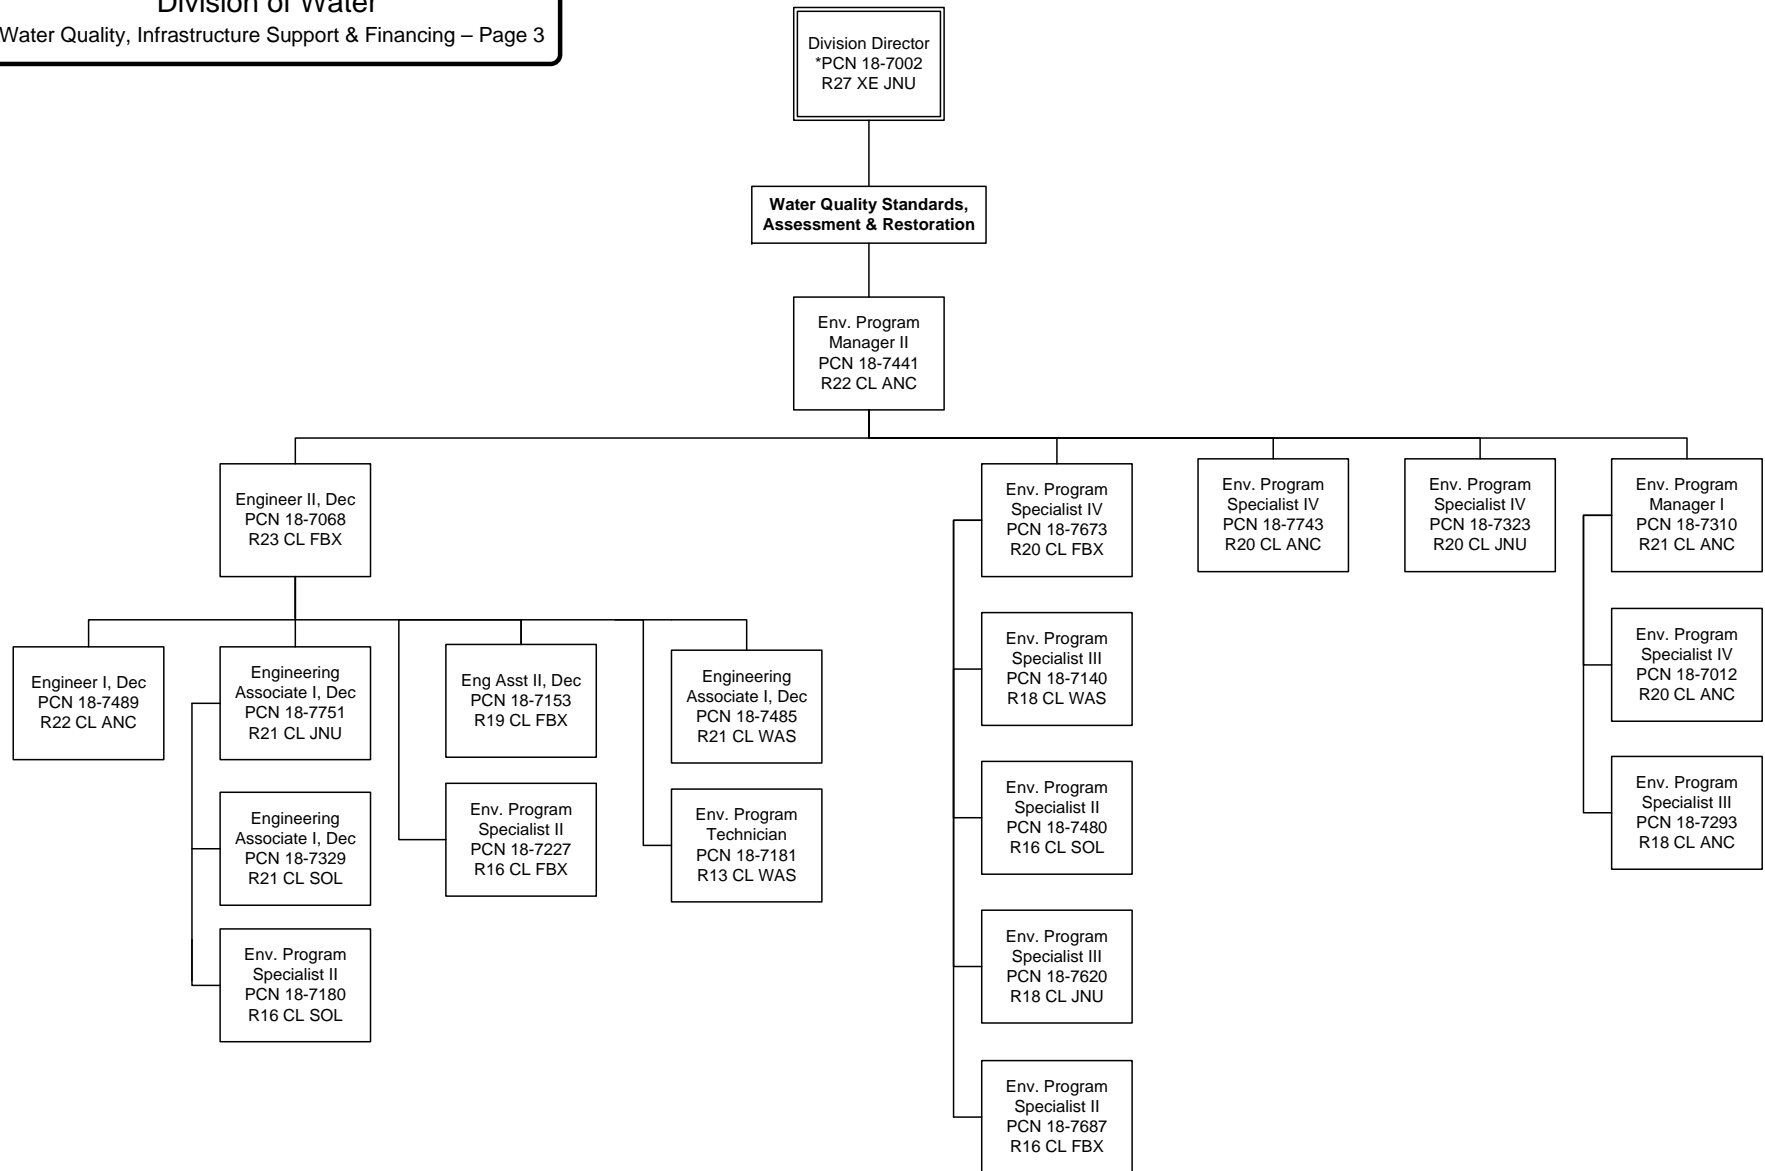 Division of Water
Water Quality, Infrastructure Support & Financing – Page 3
Division Director
*PCN 18-7002
R27 XE JNU
Water Quality Standards,
Assessment & Restoration
Env. Program
Manager II
PCN 18-7441
R22 CL ANC
Engineer II, Dec
PCN 18-7068
R23 CL FBX
Env. Program
Specialist IV
PCN 18-7673
R20 CL FBX
Env. Program
Specialist IV
PCN 18-7743
R20 CL ANC
Env. Program
Specialist IV
PCN 18-7323
R20 CL JNU
Env. Program
Manager I
PCN 18-7310
R21 CL ANC
Engineer I, Dec
PCN 18-7489
R22 CL ANC
Engineering
Associate I, Dec
PCN 18-7751
R21 CL JNU
Eng Asst II, Dec
PCN 18-7153
R19 CL FBX
Engineering
Associate I, Dec
PCN 18-7485
R21 CL WAS
Env. Program
Specialist III
PCN 18-7140
R18 CL WAS
Env. Program
Specialist IV
PCN 18-7012
R20 CL ANC
Engineering
Associate I, Dec
PCN 18-7329
R21 CL SOL
Env. Program
Specialist II
PCN 18-7227
R16 CL FBX
Env. Program
Technician
PCN 18-7181
R13 CL WAS
Env. Program
Specialist II
PCN 18-7480
R16 CL SOL
Env. Program
Specialist III
PCN 18-7293
R18 CL ANC
Env. Program
Specialist II
PCN 18-7180
R16 CL SOL
Env. Program
Specialist III
PCN 18-7620
R18 CL JNU
Env. Program
Specialist II
PCN 18-7687
R16 CL FBX